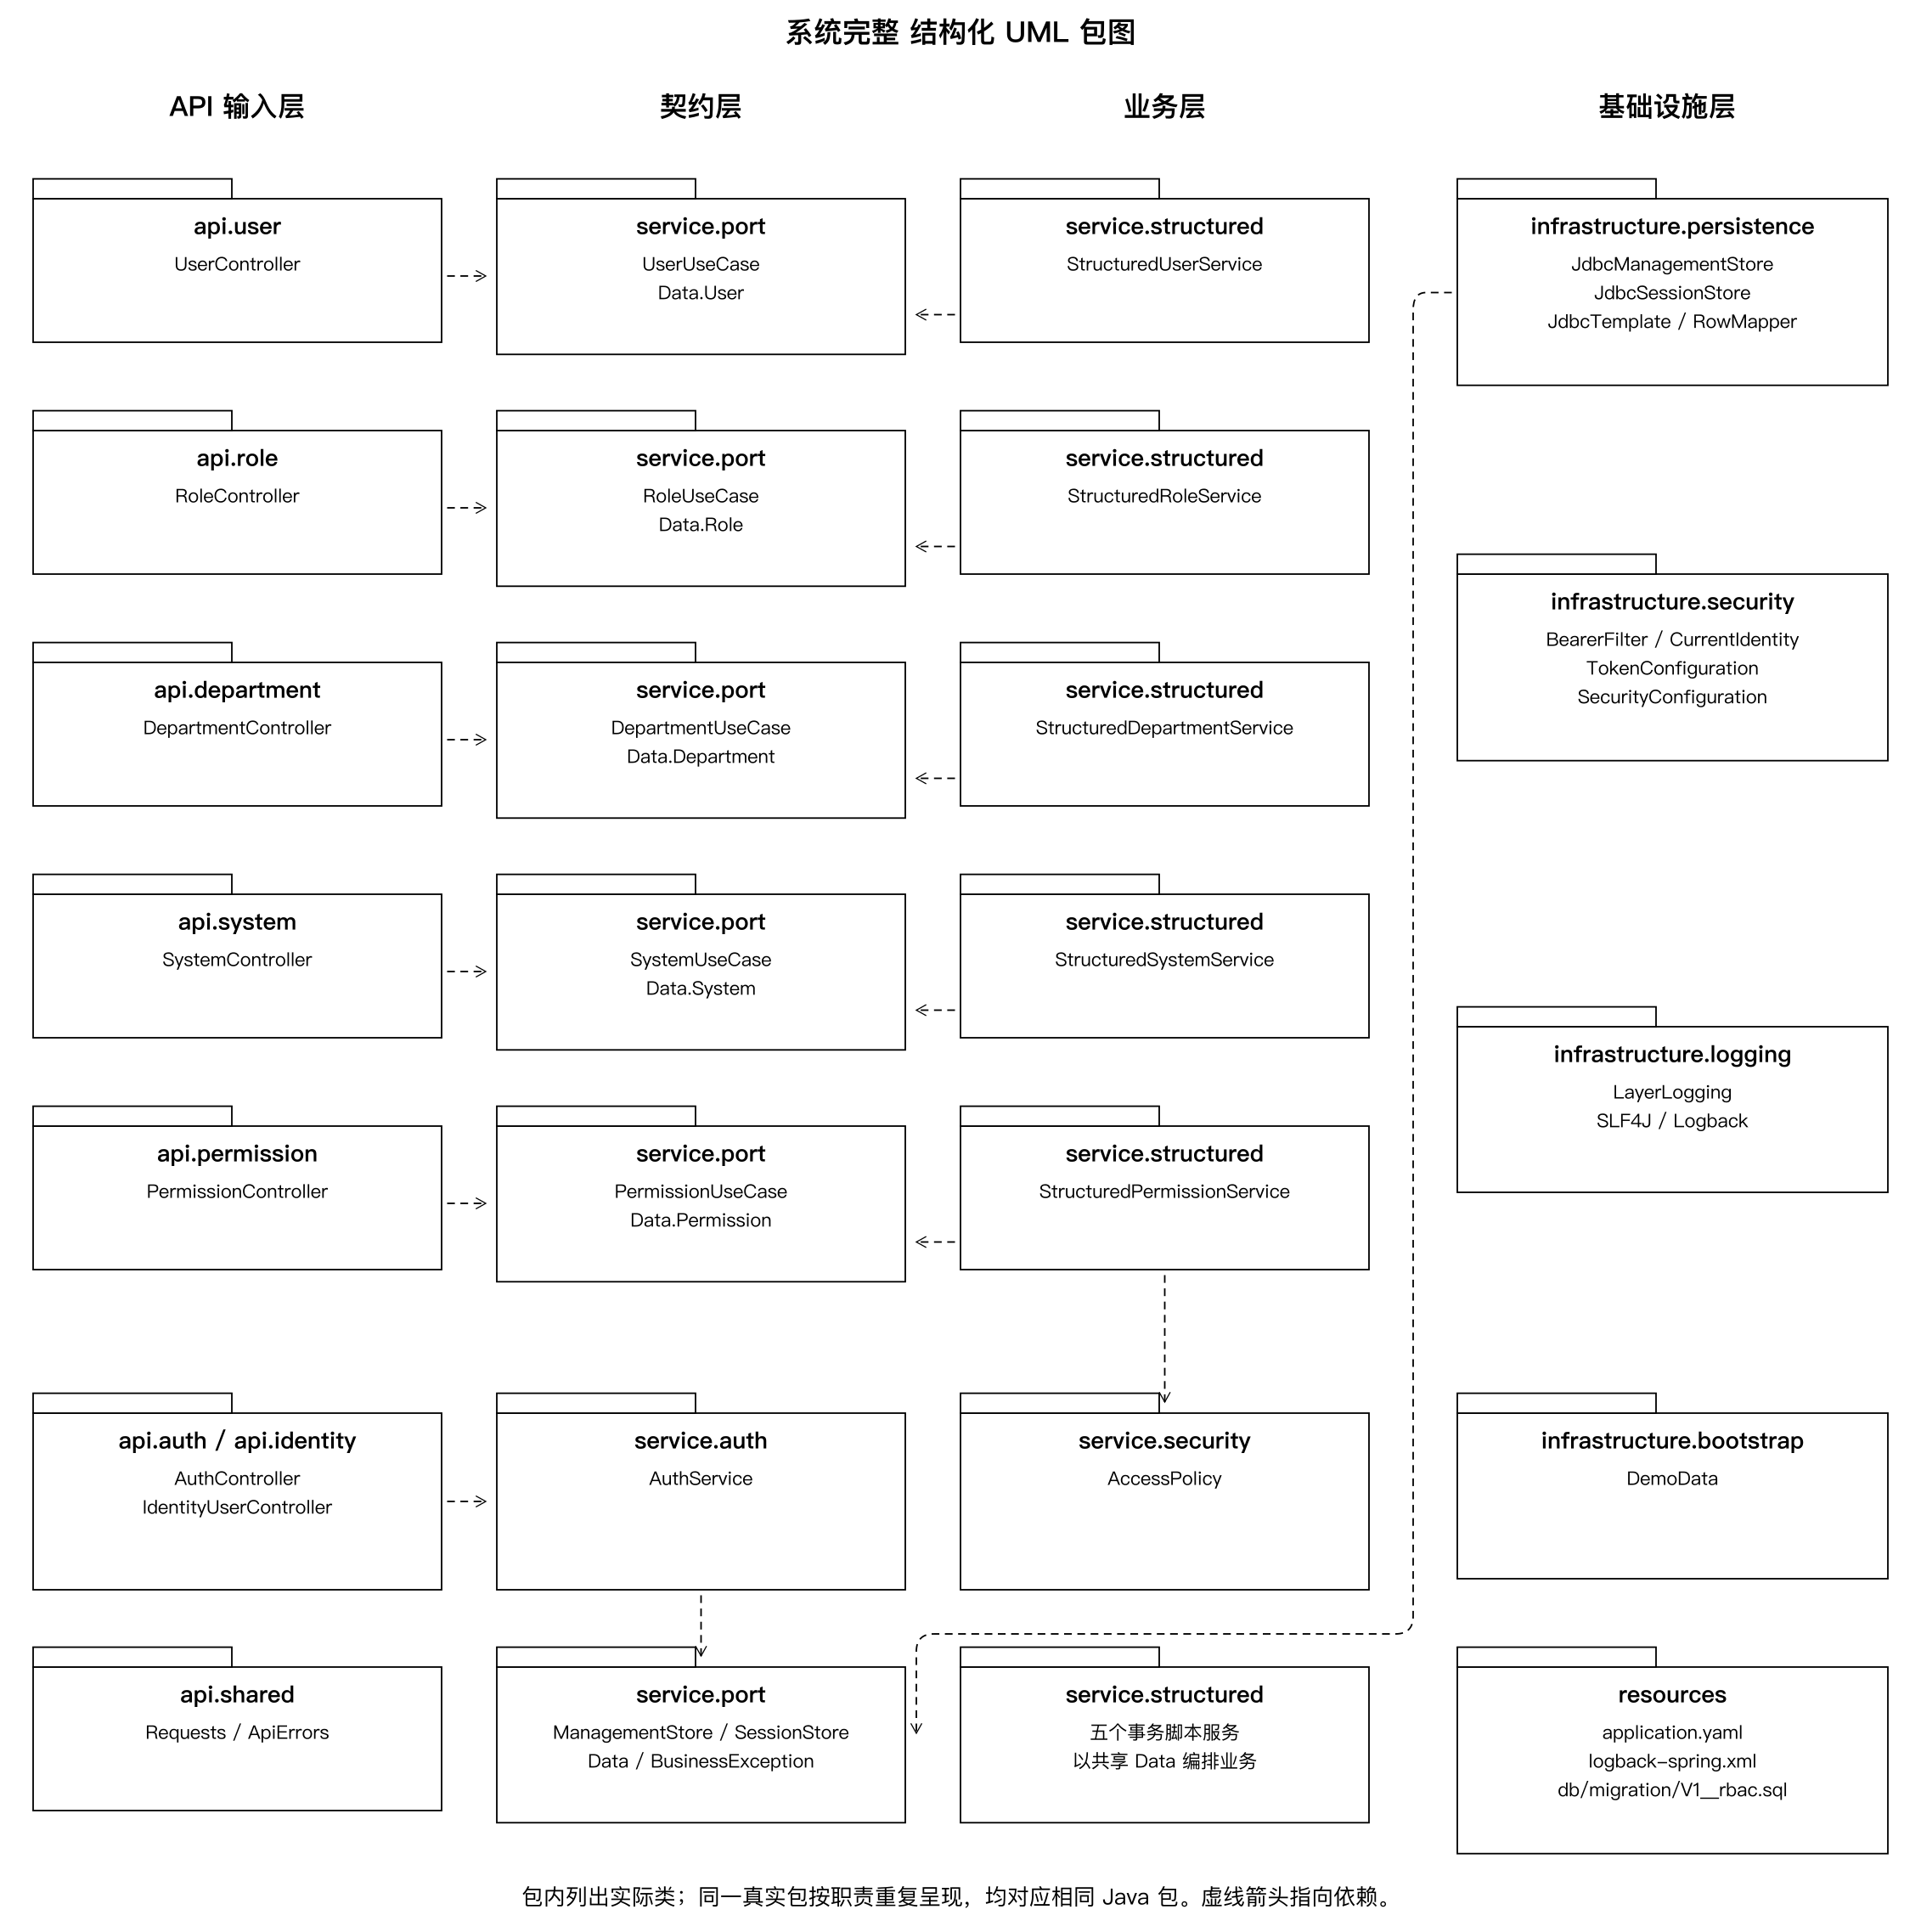 系统完整 结构化 UML 包图
API 输入层
契约层
业务层
基础设施层
api.user
UserController
service.port
UserUseCase
Data.User
service.structured
StructuredUserService
infrastructure.persistence
JdbcManagementStore
JdbcSessionStore
JdbcTemplate / RowMapper
api.role
RoleController
service.port
RoleUseCase
Data.Role
service.structured
StructuredRoleService
infrastructure.security
BearerFilter / CurrentIdentity
TokenConfiguration
SecurityConfiguration
api.department
DepartmentController
service.port
DepartmentUseCase
Data.Department
service.structured
StructuredDepartmentService
api.system
SystemController
service.port
SystemUseCase
Data.System
service.structured
StructuredSystemService
infrastructure.logging
LayerLogging
SLF4J / Logback
api.permission
PermissionController
service.port
PermissionUseCase
Data.Permission
service.structured
StructuredPermissionService
api.auth / api.identity
AuthController
IdentityUserController
service.auth
AuthService
service.security
AccessPolicy
infrastructure.bootstrap
DemoData
api.shared
Requests / ApiErrors
service.port
ManagementStore / SessionStore
Data / BusinessException
service.structured
五个事务脚本服务
以共享 Data 编排业务
resources
application.yaml
logback-spring.xml
db/migration/V1__rbac.sql
包内列出实际类；同一真实包按职责重复呈现，均对应相同 Java 包。虚线箭头指向依赖。